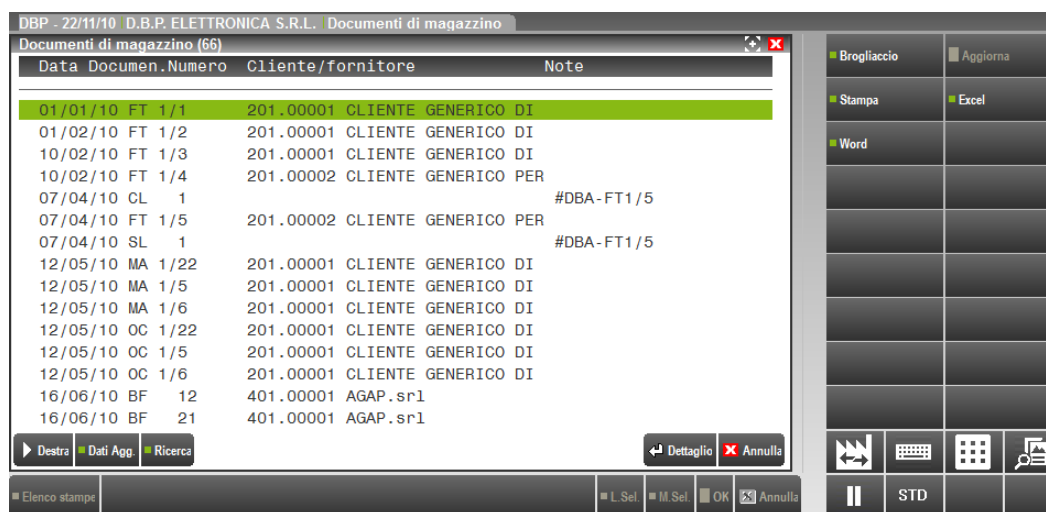 DBP - 22/11/10 D.B.P. ELETTRONICA S.R.L. Documenti di magazzino
Documenti di magazzino (66)
Data Documen.Numero Cliente/fornitore Note
01/01/10 FT 1/1 201.00001 CLIENTE GENERICO DI
01/02/10 FT 1/2 201.00001 CLIENTE GENERICO DI
10/02/10 FT 1/3 201.00001 CLIENTE GENERICO DI
10/02/10 FT 1/4 201.00002 CLIENTE GENERICO PER
07/04/10 CL 1 #DBA-FT1/5
07/04/10 FT 1/5 201.00002 CLIENTE GENERICO PER
07/04/10 SL 1 #DBA-FT1/5
12/05/10 MA 1/22 201.00001 CLIENTE GENERICO DI
12/05/10 MA 1/5 201.00001 CLIENTE GENERICO DI
12/05/10 MA 1/6 201.00001 CLIENTE GENERICO DI
12/05/10 OC 1/22 201.00001 CLIENTE GENERICO DI
12/05/10 OC 1/5 201.00001 CLIENTE GENERICO DI
12/05/10 OC 1/6 201.00001 CLIENTE GENERICO DI
16/06/10 BF 12 401.00001 AGAP.srl
16/06/10 BF 21 401.00001 AGAP.srl
Destra Dati Agg. Ricerca Dettaglio Annulla
Elenco stampe L.Sel. M.Sel. OK Annulla
Brogliaccio Aggiorna
Stampa Excel
Word
STD